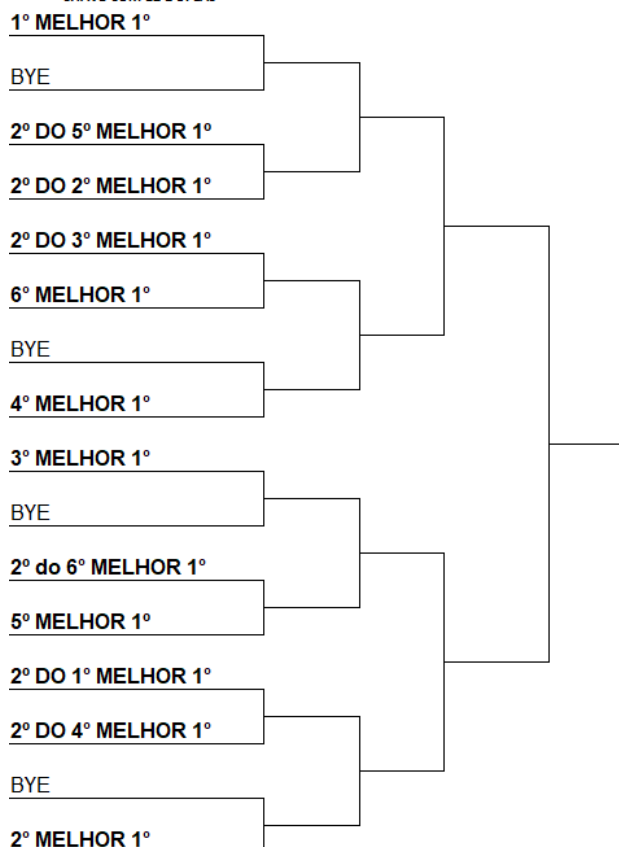 1º MELHOR 1º
BYE
2º DO 5º MELHOR 1º
2º DO 2º MELHOR 1º
2º DO 3º MELHOR 1º
6º MELHOR 1º
BYE
4º MELHOR 1º
3º MELHOR 1º
BYE
2º do 6º MELHOR 1º
5º MELHOR 1º
2º DO 1º MELHOR 1º
2º DO 4º MELHOR 1º
BYE
2º MELHOR 1º